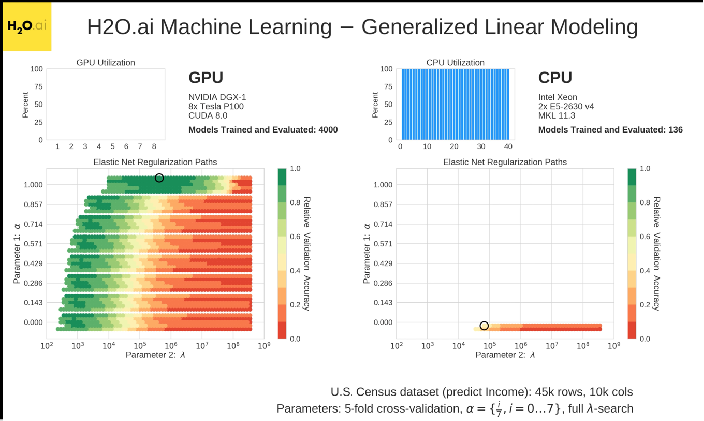 H2O.ai
H2O.ai Machine Learning − Generalized Linear Modeling
GPU Utilization
Percent
100
75
50
25
0
1 2 3 4 5 6 7 8
GPU
NVIDIA DGX-1
8x Tesla P100
CUDA 8.0
Models Trained and Evaluated: 4000
CPU Utilization
Percent
100
75
50
25
0
0 10 20 30 40
CPU
Intel Xeon
2x E5-2630 v4
MKL 11.3
Models Trained and Evaluated: 136
Elastic Net Regularization Paths
Parameter 1: α
1.000
0.857
0.714
0.571
0.429
0.286
0.143
0.000
10² 10³ 10⁴ 10⁵ 10⁶ 10⁷ 10⁸ 10⁹
Parameter 2: λ
1.0
0.8
0.6
0.4
0.2
0.0
Relative Validation Accuracy
Elastic Net Regularization Paths
Parameter 1: α
1.000
0.857
0.714
0.571
0.429
0.286
0.143
0.000
10² 10³ 10⁴ 10⁵ 10⁶ 10⁷ 10⁸ 10⁹
Parameter 2: λ
1.0
0.8
0.6
0.4
0.2
0.0
Relative Validation Accuracy
U.S. Census dataset (predict Income): 45k rows, 10k cols
Parameters: 5-fold cross-validation, α = {i/7, i = 0…7}, full λ-search